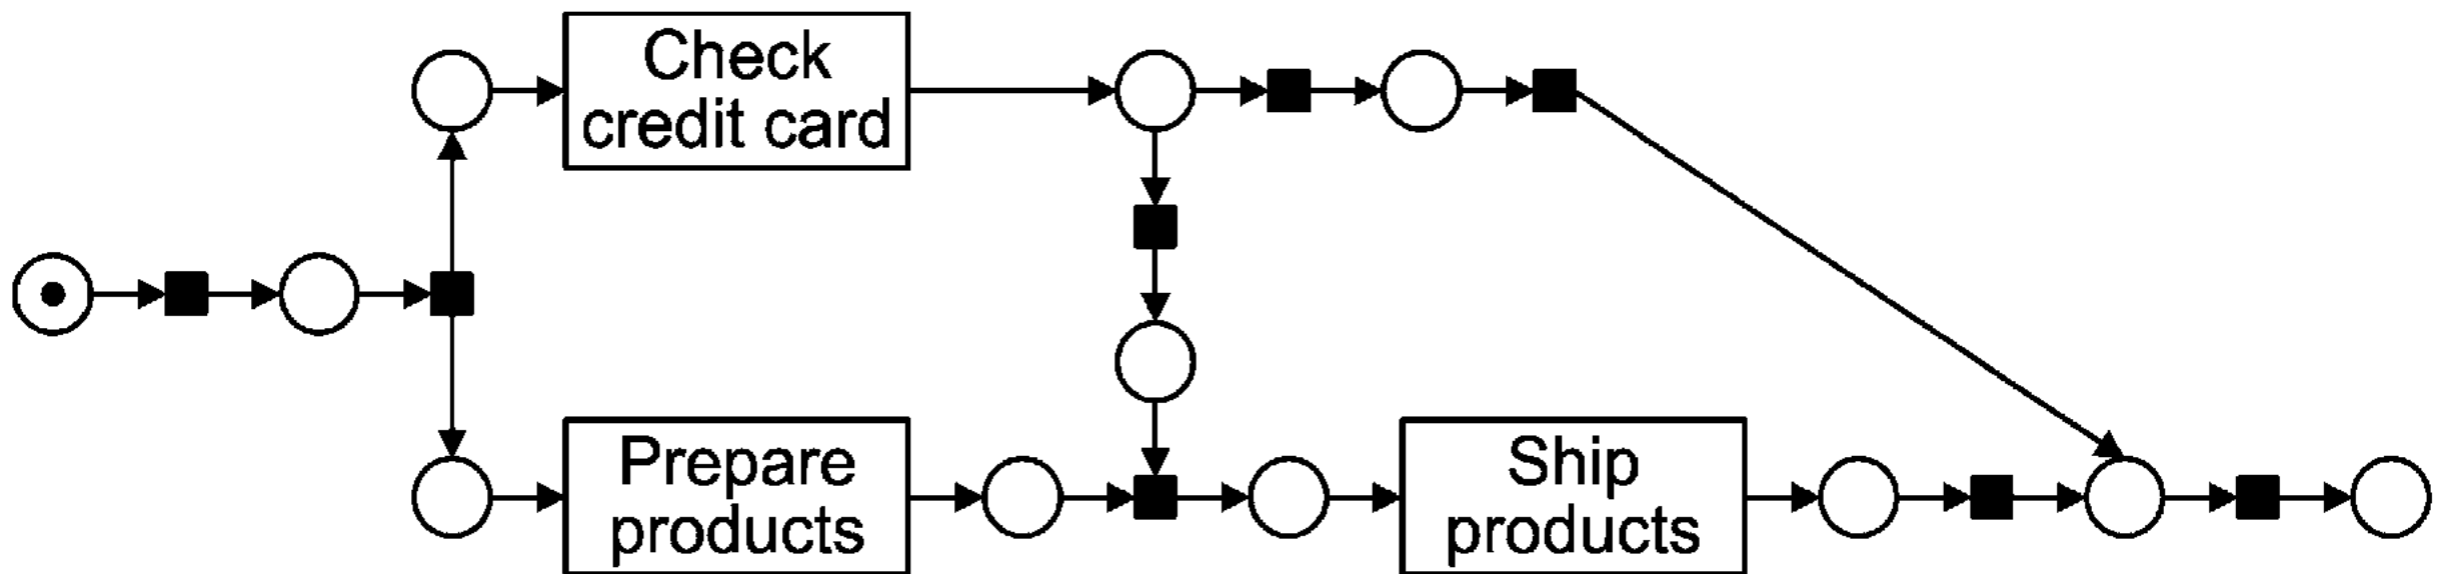 Check
credit card
Prepare
products
Ship
products